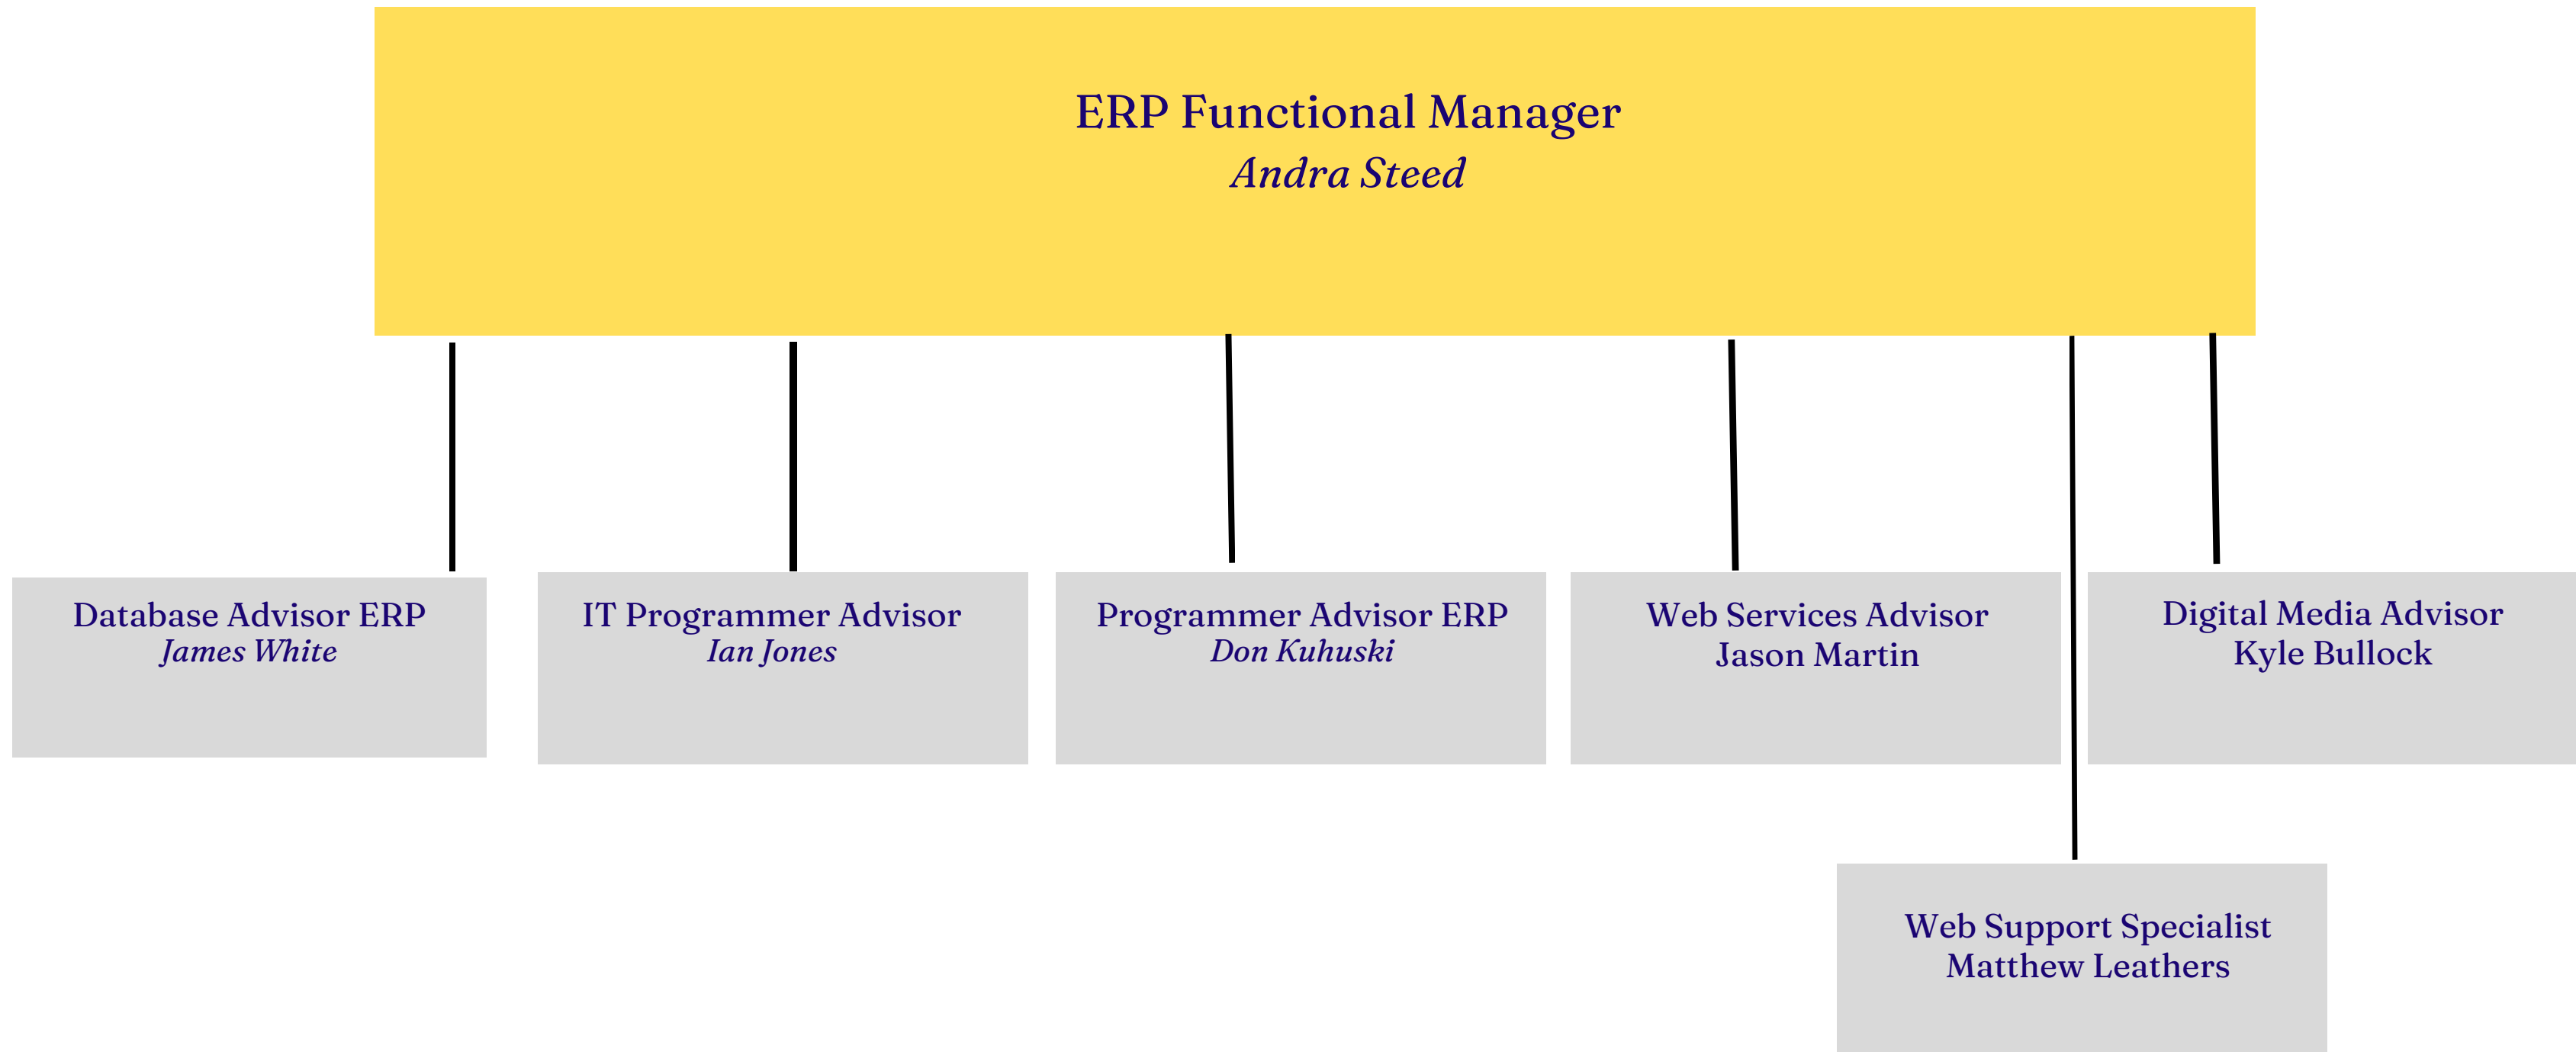 ERP Functional Manager
Andra Steed
Database Advisor ERP
James White
IT Programmer Advisor
Ian Jones
Programmer Advisor ERP
Don Kuhuski
Web Services Advisor
Jason Martin
Digital Media Advisor
Kyle Bullock
Web Support Specialist
Matthew Leathers